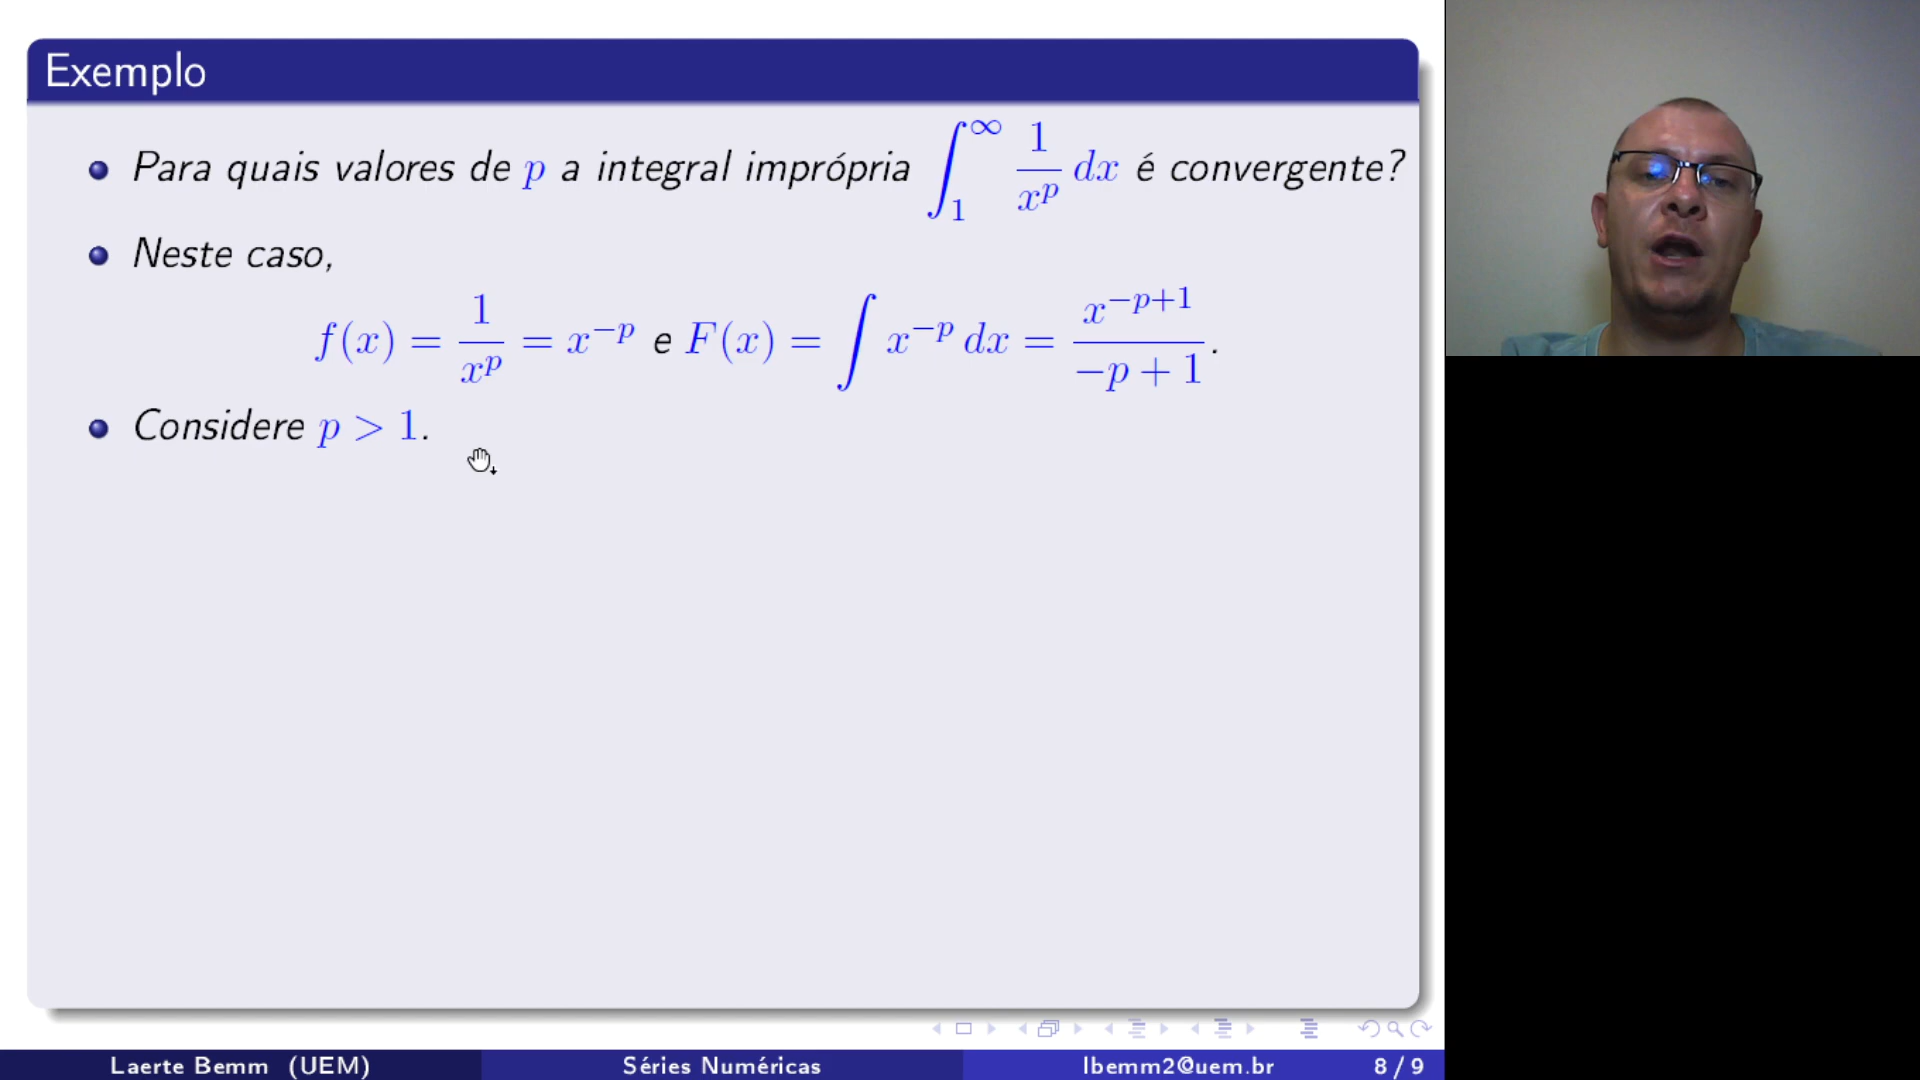 Exemplo
Para quais valores de p a integral imprópria ∫₁^∞ 1/x^p dx é convergente?
Neste caso,
f(x) = 1/x^p = x^{-p} e F(x) = ∫ x^{-p} dx = x^{-p+1}/(-p+1).
Considere p > 1.
Laerte Bemm (UEM) Séries Numéricas lbemm2@uem.br 8 / 9